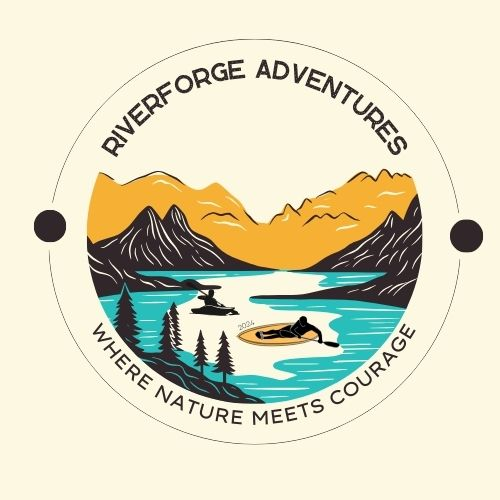 RIVERFORGE ADVENTURES
2024
WHERE NATURE MEETS COURAGE